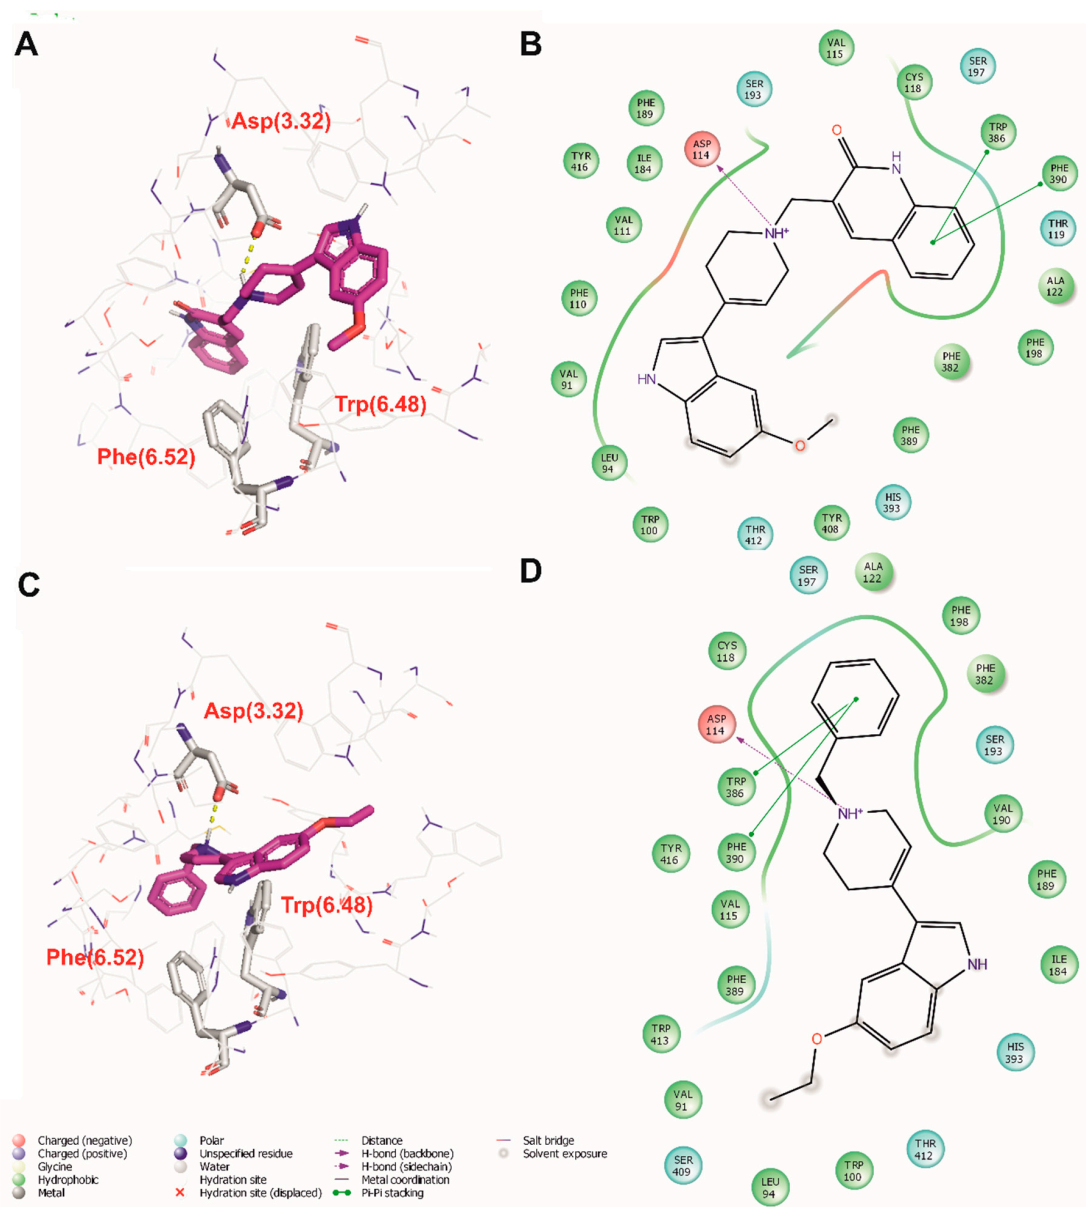 A
Asp(3.32)
Trp(6.48)
Phe(6.52)
B
VAL
115
SER
197
CYS
118
SER
193
PHE
189
TRP
386
ASP
114
TYR
416
ILE
184
PHE
390
VAL
111
THR
119
ALA
122
PHE
110
PHE
198
PHE
382
VAL
91
PHE
389
LEU
94
HIS
393
TRP
100
THR
412
TYR
408
O
H
N
NH+
HN
O
C
Asp(3.32)
Trp(6.48)
Phe(6.52)
D
SER
197
ALA
122
PHE
198
CYS
118
PHE
382
ASP
114
SER
193
TRP
386
VAL
190
NH+
TYR
416
PHE
390
PHE
189
VAL
115
ILE
184
NH
PHE
389
TRP
413
O
HIS
393
VAL
91
THR
412
SER
409
TRP
100
LEU
94
Charged (negative)
Charged (positive)
Glycine
Hydrophobic
Metal
Polar
Unspecified residue
Water
Hydration site
Hydration site (displaced)
Distance
H-bond (backbone)
H-bond (sidechain)
Metal coordination
Pi-Pi stacking
Salt bridge
Solvent exposure